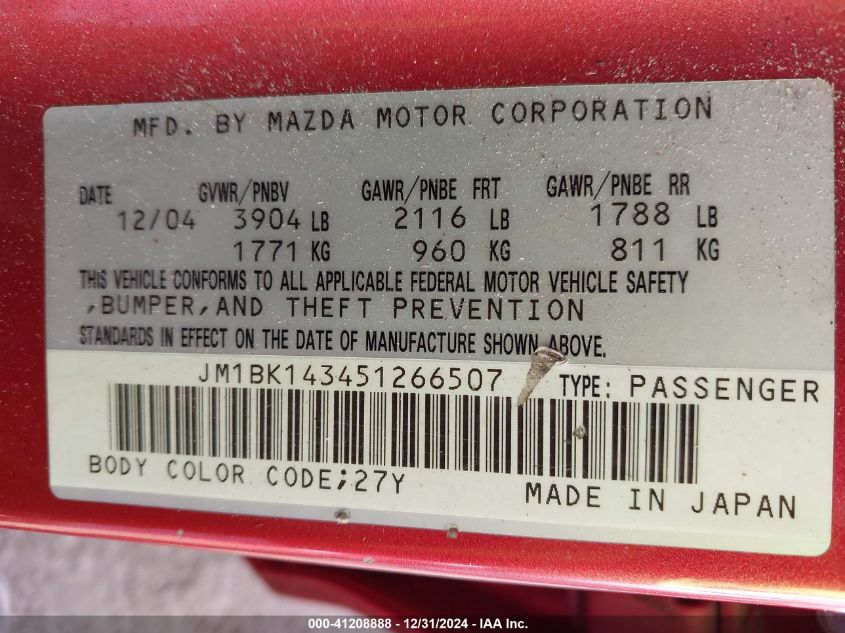 MFD. BY MAZDA MOTOR CORPORATION
DATE GVWR/PNBV GAWR/PNBE FRT GAWR/PNBE RR
12/04 3904 LB 2116 LB 1788 LB
1771 KG 960 KG 811 KG
THIS VEHICLE CONFORMS TO ALL APPLICABLE FEDERAL MOTOR VEHICLE SAFETY
,BUMPER,AND THEFT PREVENTION
STANDARDS IN EFFECT ON THE DATE OF MANUFACTURE SHOWN ABOVE.
JM1BK143451266507 TYPE: PASSENGER
BODY COLOR CODE;27Y
MADE IN JAPAN
000-41208888 - 12/31/2024 - IAA Inc.